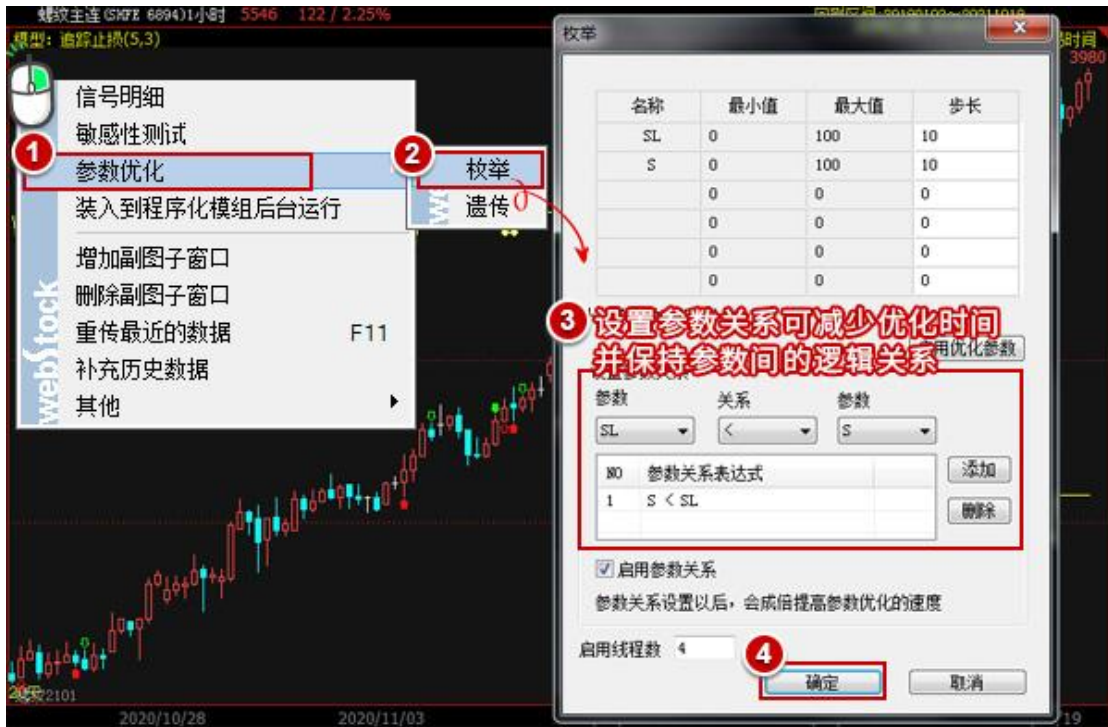 螺纹主连(SHFE 6894)1小时 5546 122 / 2.25%
模型: 追踪止损(5,3)
3980
1
信号明细
敏感性测试
参数优化
装入到程序化模组后台运行
增加副图子窗口
删除副图子窗口
重传最近的数据 F11
补充历史数据
其他
webStock
2
枚举
遗传
枚举
名称 最小值 最大值 步长
SL 0 100 10
S 0 100 10
0 0 0
0 0 0
0 0 0
0 0 0
3 设置参数关系可减少优化时间
并保持参数间的逻辑关系
用优化参数
参数 关系 参数
SL < S
NO 参数关系表达式
1 S < SL
添加
删除
启用参数关系
参数关系设置以后，会成倍提高参数优化的速度
启用线程数 4
4
确定 取消
2020/10/28 2020/11/03